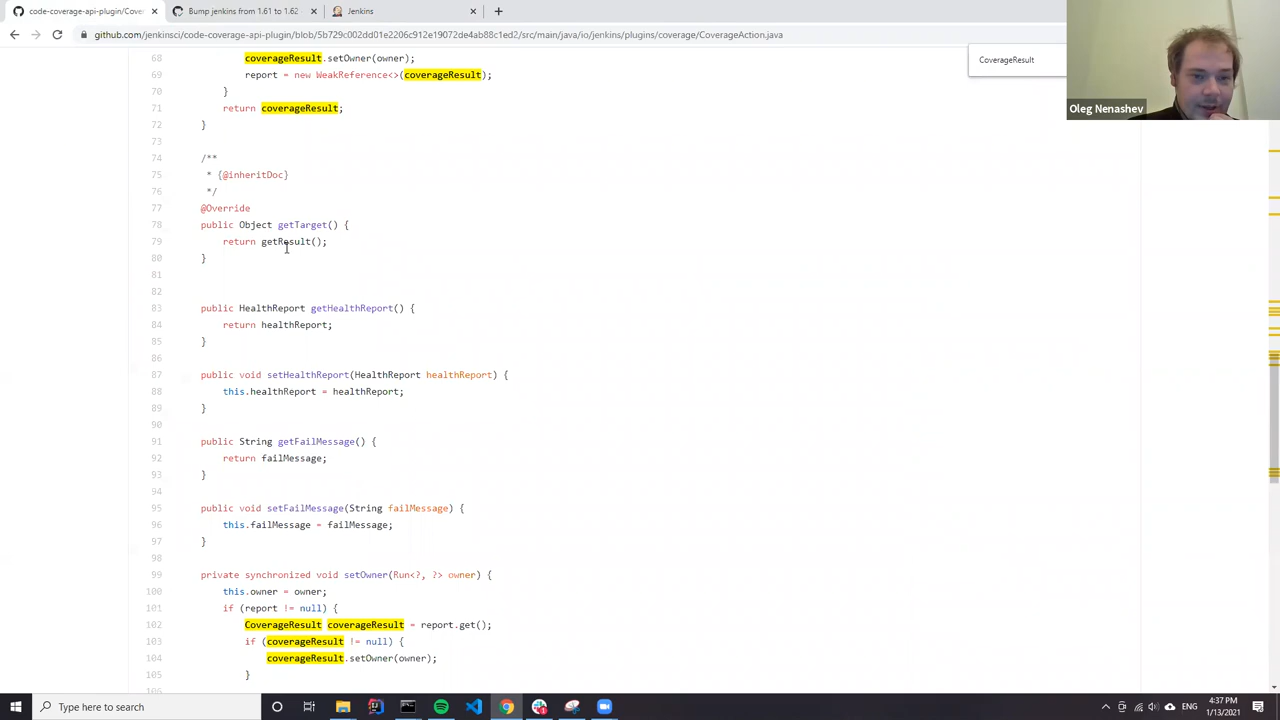 code-coverage-api-plugin/Cove
Bump jenkins from 1.61 to 1.62
Jenkins
github.com/jenkinsci/code-coverage-api-plugin/blob/5b729c002dd01e2206c912e19072de4ab88c1ed2/src/main/java/io/jenkins/plugins/coverage/CoverageAction.java
CoverageResult
Oleg Nenashev
68 coverageResult.setOwner(owner);
69 report = new WeakReference<>(coverageResult);
70 }
71 return coverageResult;
72 }
73
74 /**
75 * {@inheritDoc}
76 */
77 @Override
78 public Object getTarget() {
79 return getResult();
80 }
81
82
83 public HealthReport getHealthReport() {
84 return healthReport;
85 }
86
87 public void setHealthReport(HealthReport healthReport) {
88 this.healthReport = healthReport;
89 }
90
91 public String getFailMessage() {
92 return failMessage;
93 }
94
95 public void setFailMessage(String failMessage) {
96 this.failMessage = failMessage;
97 }
98
99 private synchronized void setOwner(Run<?, ?> owner) {
100 this.owner = owner;
101 if (report != null) {
102 CoverageResult coverageResult = report.get();
103 if (coverageResult != null) {
104 coverageResult.setOwner(owner);
105 }
Type here to search
ENG
4:37 PM
1/13/2021